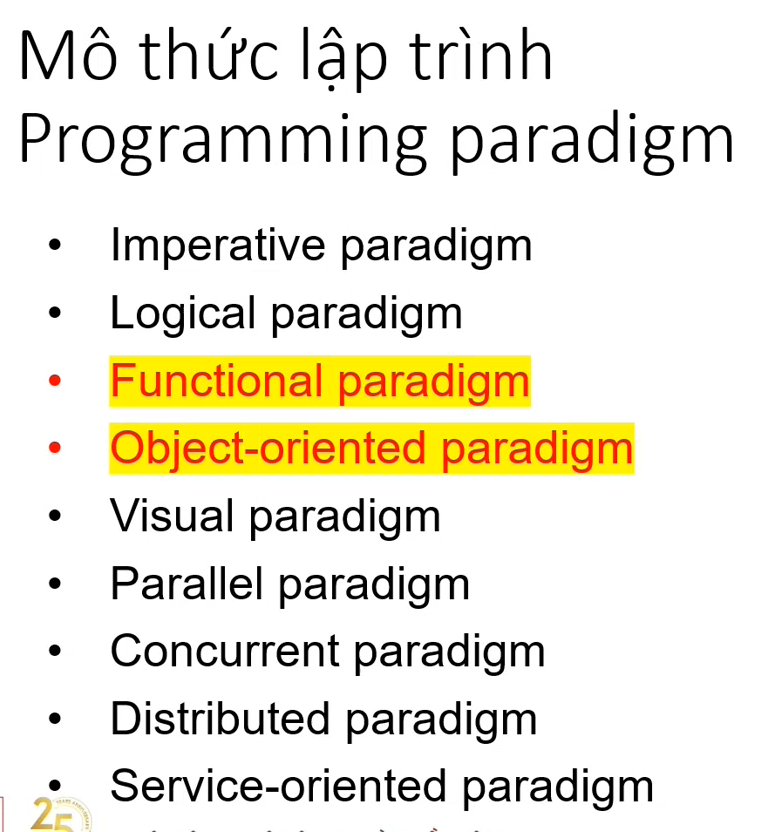 Mô thức lập trình
Programming paradigm
• Imperative paradigm
• Logical paradigm
• Functional paradigm
• Object-oriented paradigm
• Visual paradigm
• Parallel paradigm
• Concurrent paradigm
• Distributed paradigm
• Service-oriented paradigm
25